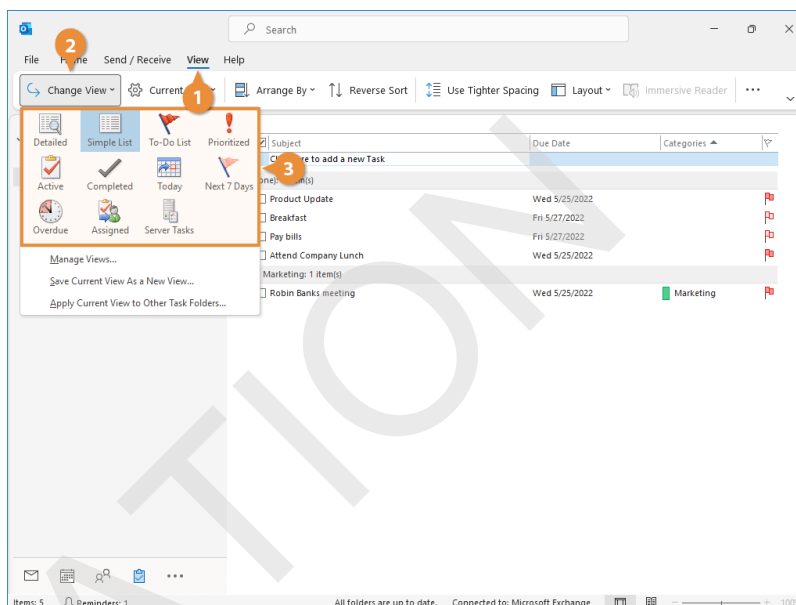 Search
File
Send / Receive
View
Help
2
Change View
Current
1
Arrange By
Reverse Sort
Use Tighter Spacing
Layout
Immersive Reader
Detailed
Simple List
To-Do List
Prioritized
Active
Completed
Today
Next 7 Days
Overdue
Assigned
Server Tasks
3
Manage Views...
Save Current View As a New View...
Apply Current View to Other Task Folders...
Subject
Due Date
Categories
to add a new Task
Product Update
Wed 5/25/2022
Breakfast
Fri 5/27/2022
Pay bills
Fri 5/27/2022
Attend Company Lunch
Wed 5/25/2022
Marketing: 1 item(s)
Robin Banks meeting
Wed 5/25/2022
Marketing
Items: 5
Reminders: 1
All folders are up to date.
Connected to: Microsoft Exchange
100%
ATION